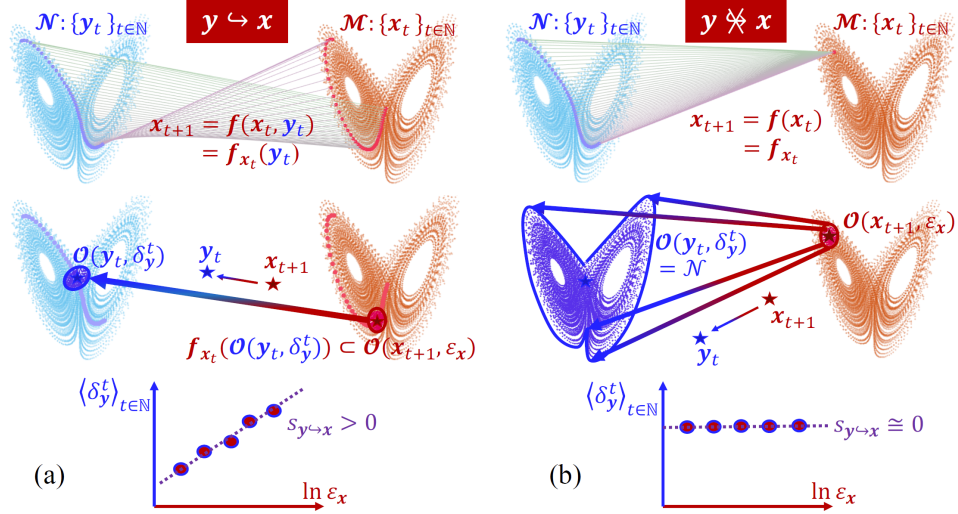 𝓝: {y_t}_{t∈ℕ}
y ↪ x
𝓜: {x_t}_{t∈ℕ}
x_{t+1} = f(x_t, y_t)
= f_{x_t}(y_t)
𝓞(y_t, δ_y^t)
y_t
x_{t+1}
f_{x_t}(𝓞(y_t, δ_y^t)) ⊂ 𝓞(x_{t+1}, ε_x)
⟨δ_y^t⟩_{t∈ℕ}
s_{y↪x} > 0
(a)
ln ε_x
𝓝: {y_t}_{t∈ℕ}
y ↪̸ x
𝓜: {x_t}_{t∈ℕ}
x_{t+1} = f(x_t)
= f_{x_t}
𝓞(x_{t+1}, ε_x)
𝓞(y_t, δ_y^t)
= 𝓝
x_{t+1}
y_t
⟨δ_y^t⟩_{t∈ℕ}
s_{y↪x} ≅ 0
(b)
ln ε_x